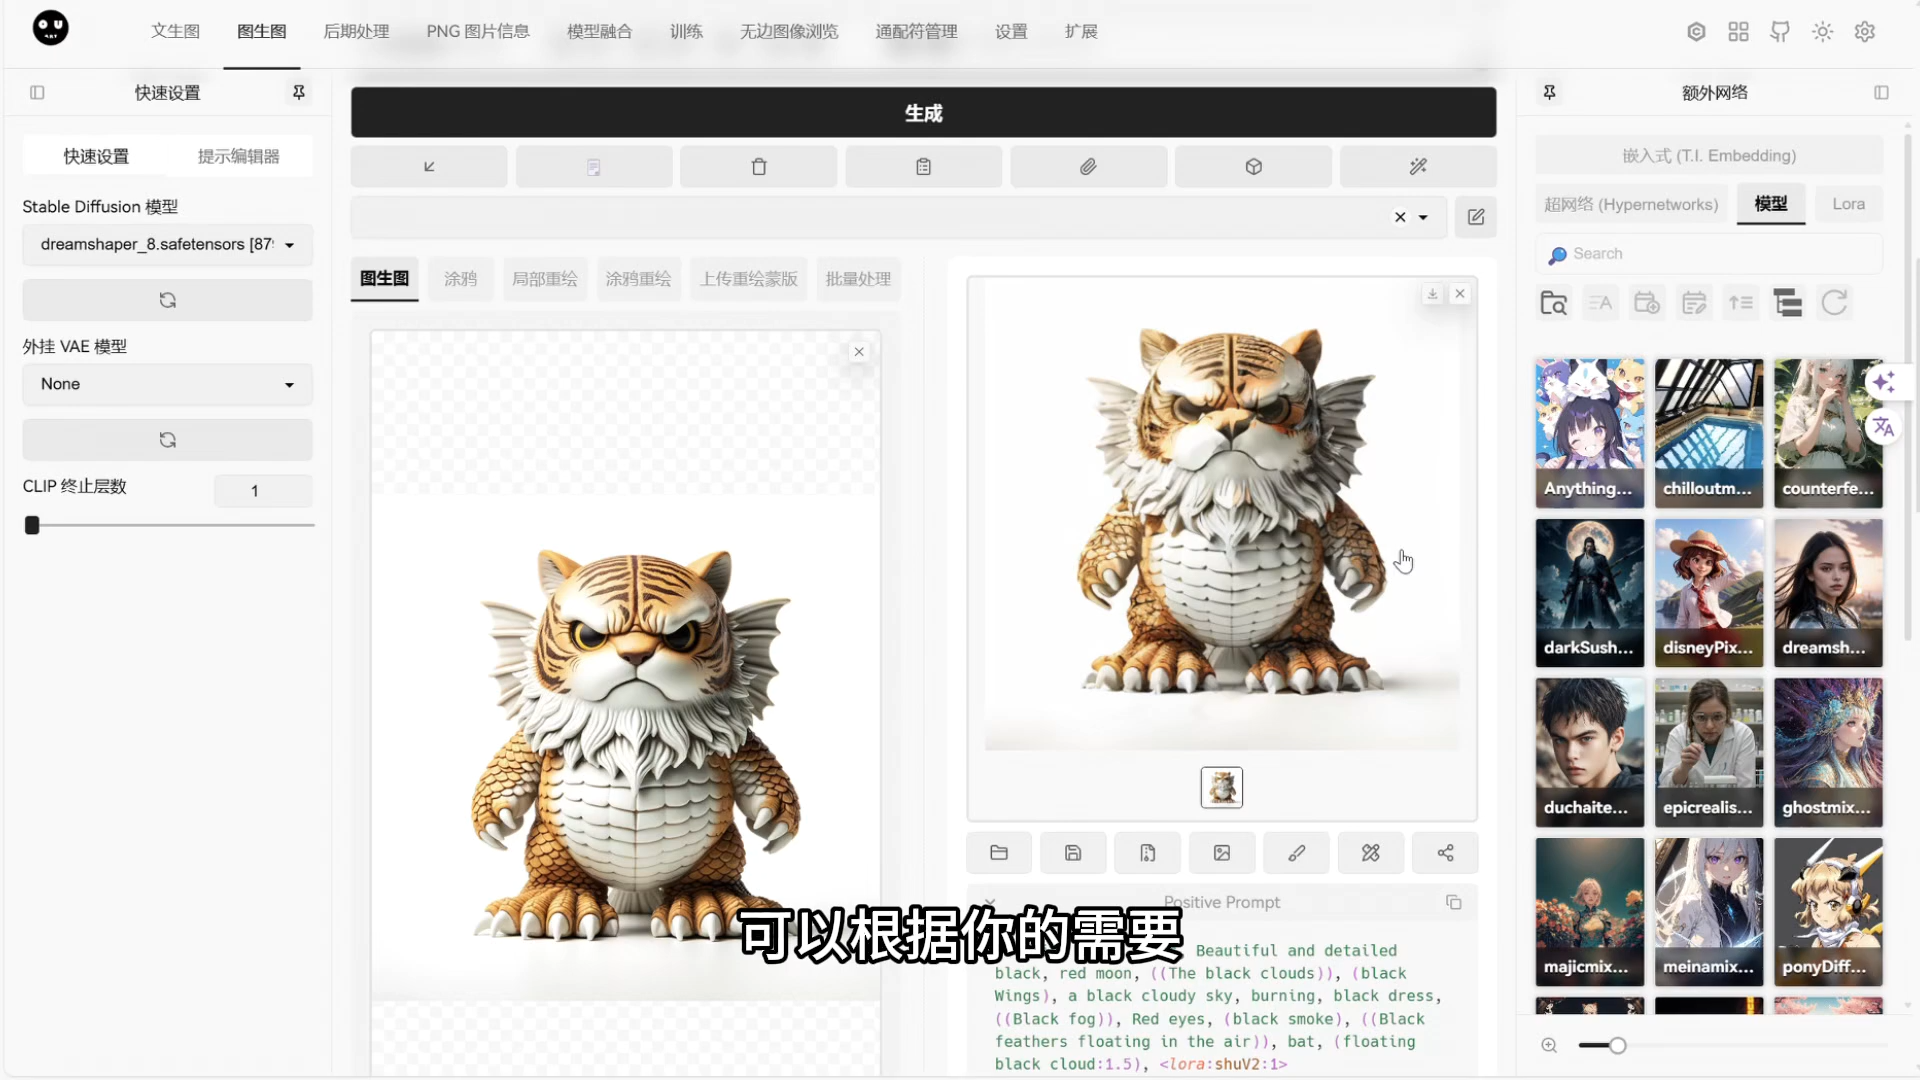 文生图 图生图 后期处理 PNG 图片信息 模型融合 训练 无边图像浏览 通配符管理 设置 扩展
快速设置
快速设置 提示编辑器
Stable Diffusion 模型
dreamshaper_8.safetensors [879
外挂 VAE 模型
None
CLIP 终止层数 1
生成
图生图 涂鸦 局部重绘 涂鸦重绘 上传重绘蒙版 批量处理
Positive Prompt
Beautiful and detailed
black, red moon, ((The black clouds)), (black
Wings), a black cloudy sky, burning, black dress,
((Black fog)), Red eyes, (black smoke), ((Black
feathers floating in the air)), bat, (floating
black cloud:1.5), <lora:shuV2:1>
可以根据你的需要
额外网络
嵌入式 (T.I. Embedding)
超网络 (Hypernetworks) 模型 Lora
Search
Anything... chilloutm... counterfe...
darkSush... disneyPix... dreamsh...
duchaite... epicrealis... ghostmix...
majicmix... meinamix... ponyDiff...